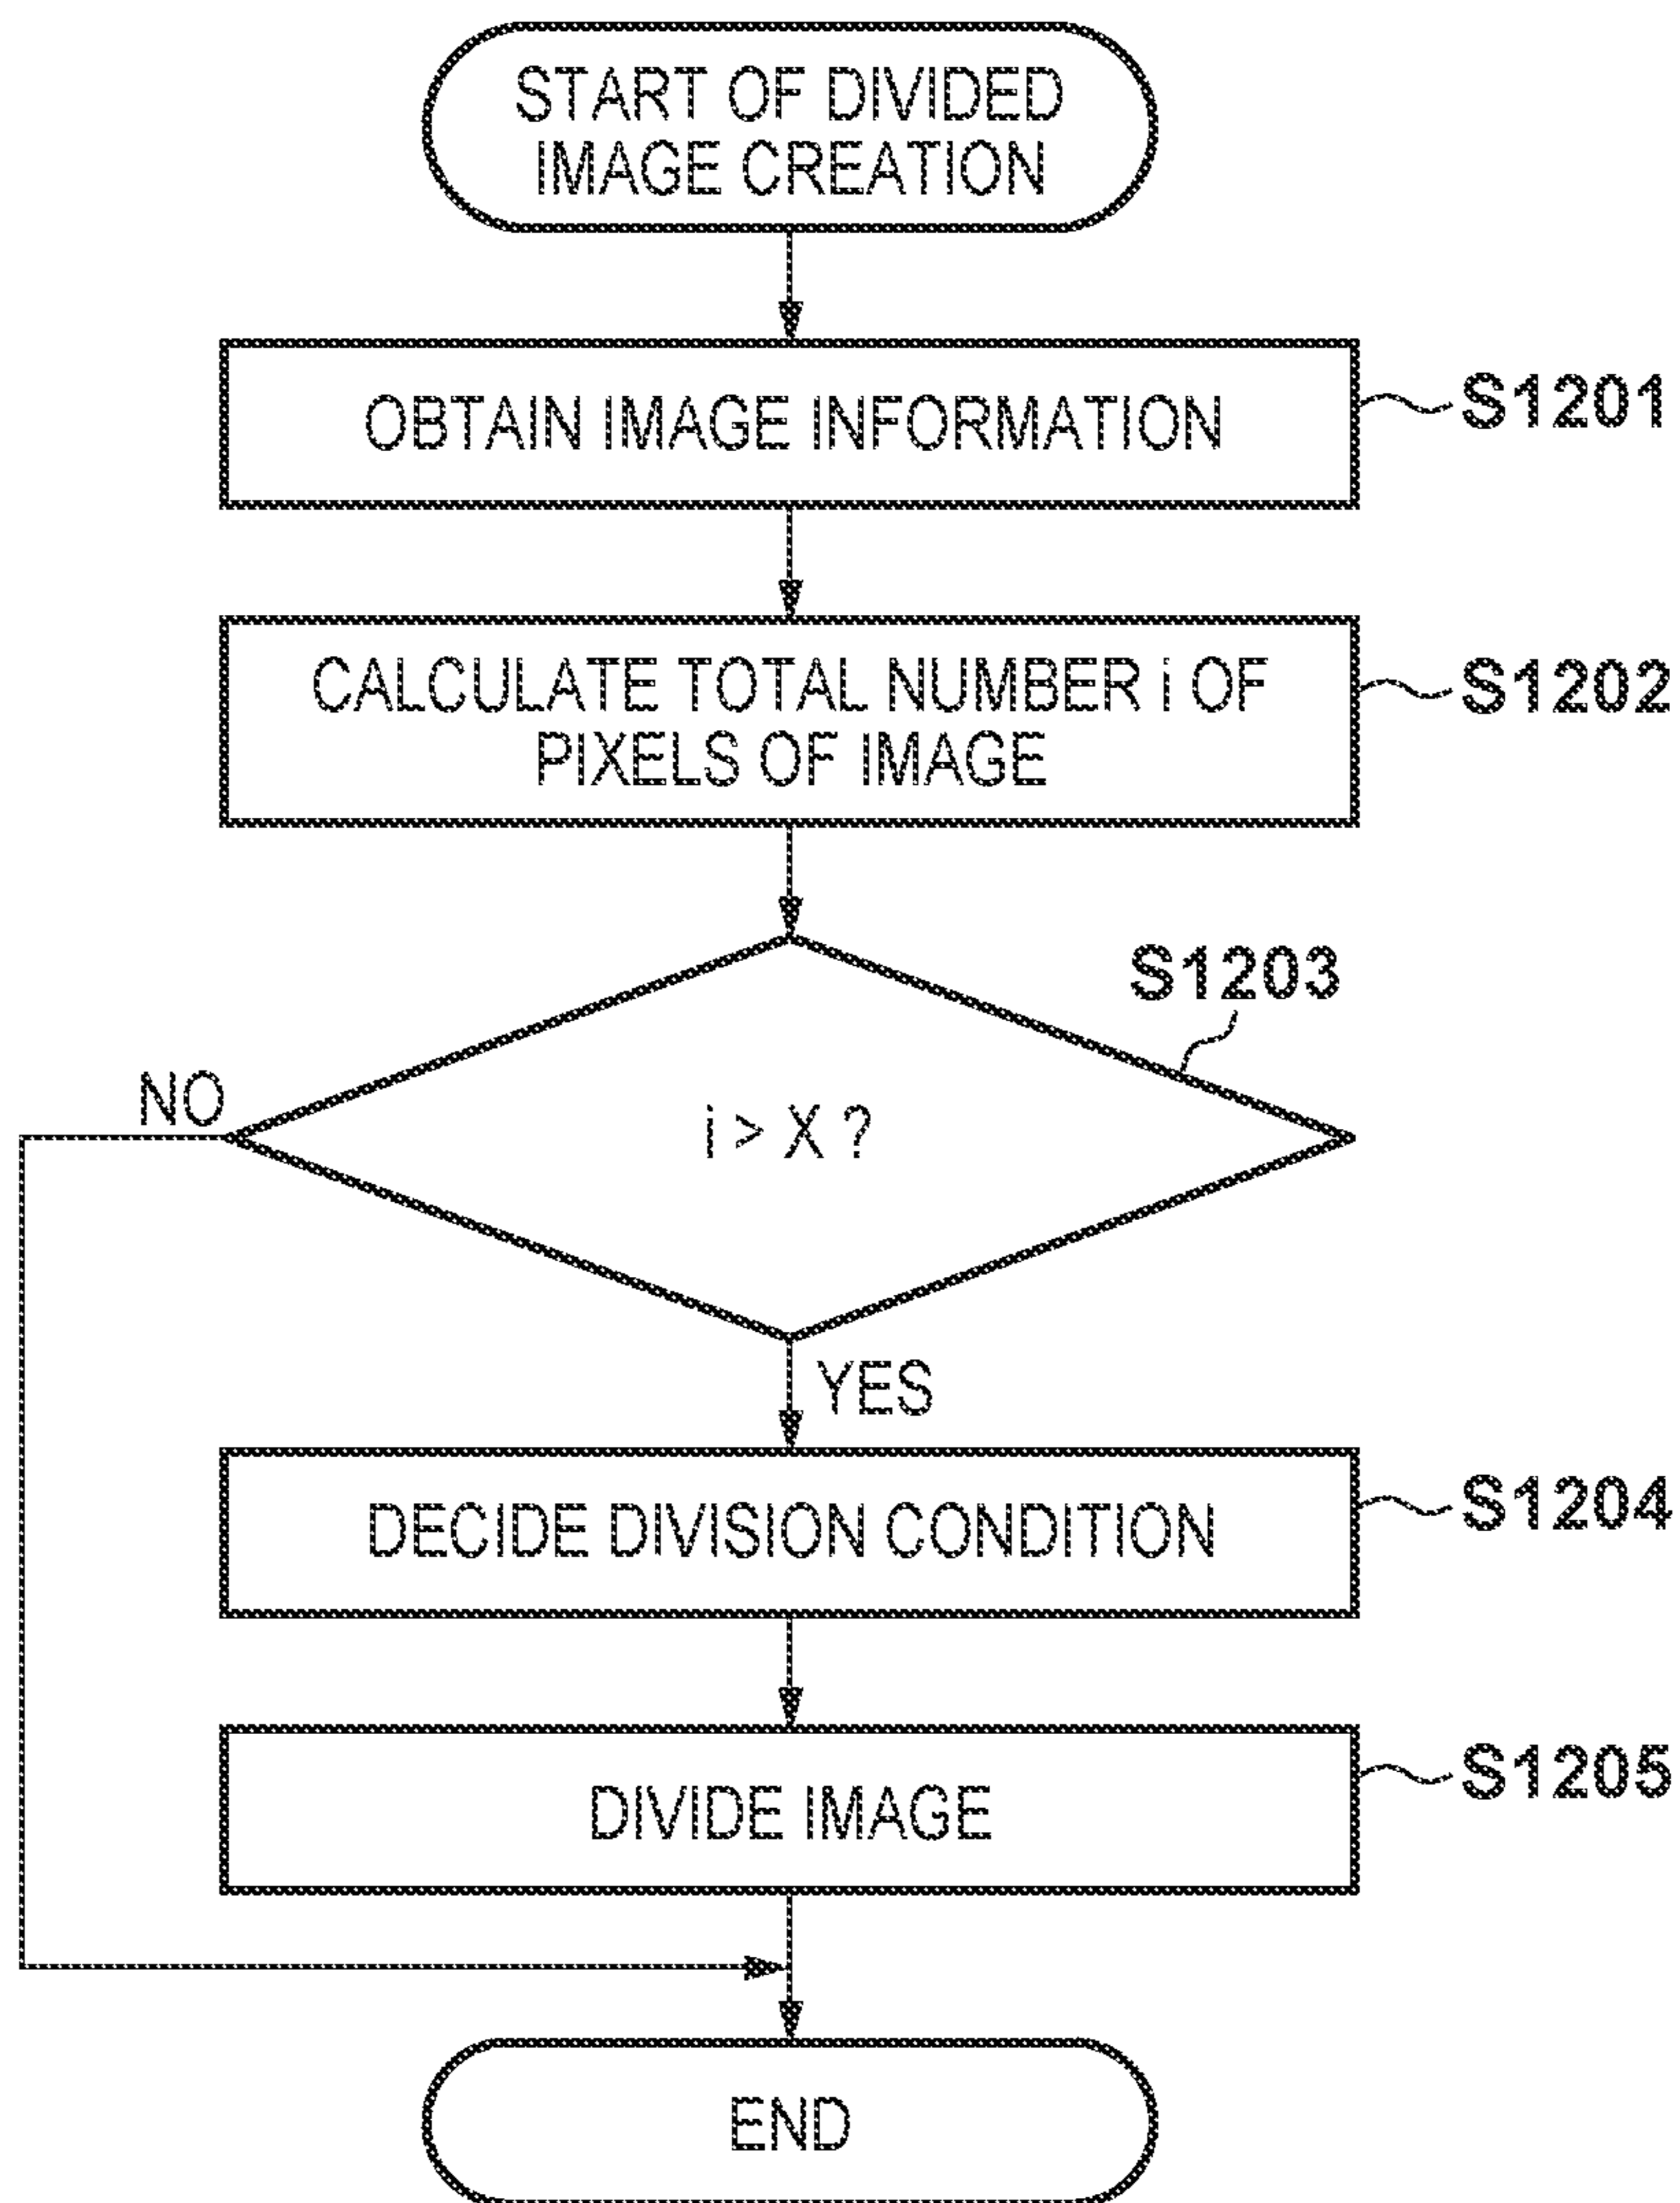 START OF DIVIDED
IMAGE CREATION
OBTAIN IMAGE INFORMATION
S1201
CALCULATE TOTAL NUMBER i OF
PIXELS OF IMAGE
S1202
S1203
NO
i > X ?
YES
DECIDE DIVISION CONDITION
S1204
DIVIDE IMAGE
S1205
END